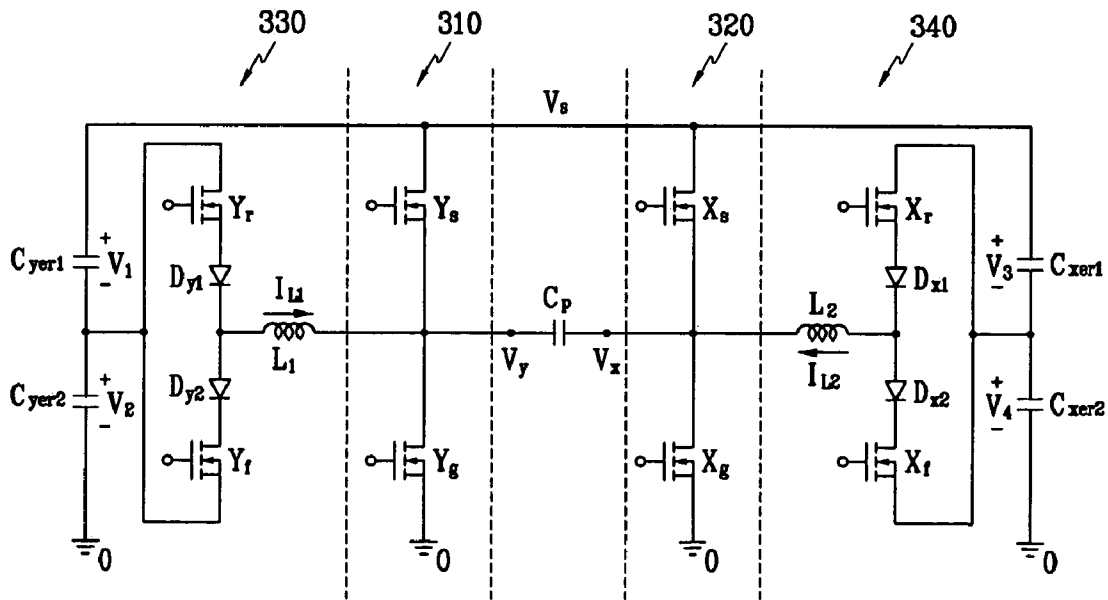 330 310 320 340
Vs
Yr Ys Xs Xr
Cyer1 + V1 - Dy1 IL1 Cp L2 Dx1 + V3 - Cxer1
L1 Vy Vx IL2
Cyer2 + V2 - Dy2 Dx2 + V4 - Cxer2
Yf Yg Xg Xf
0 0 0 0